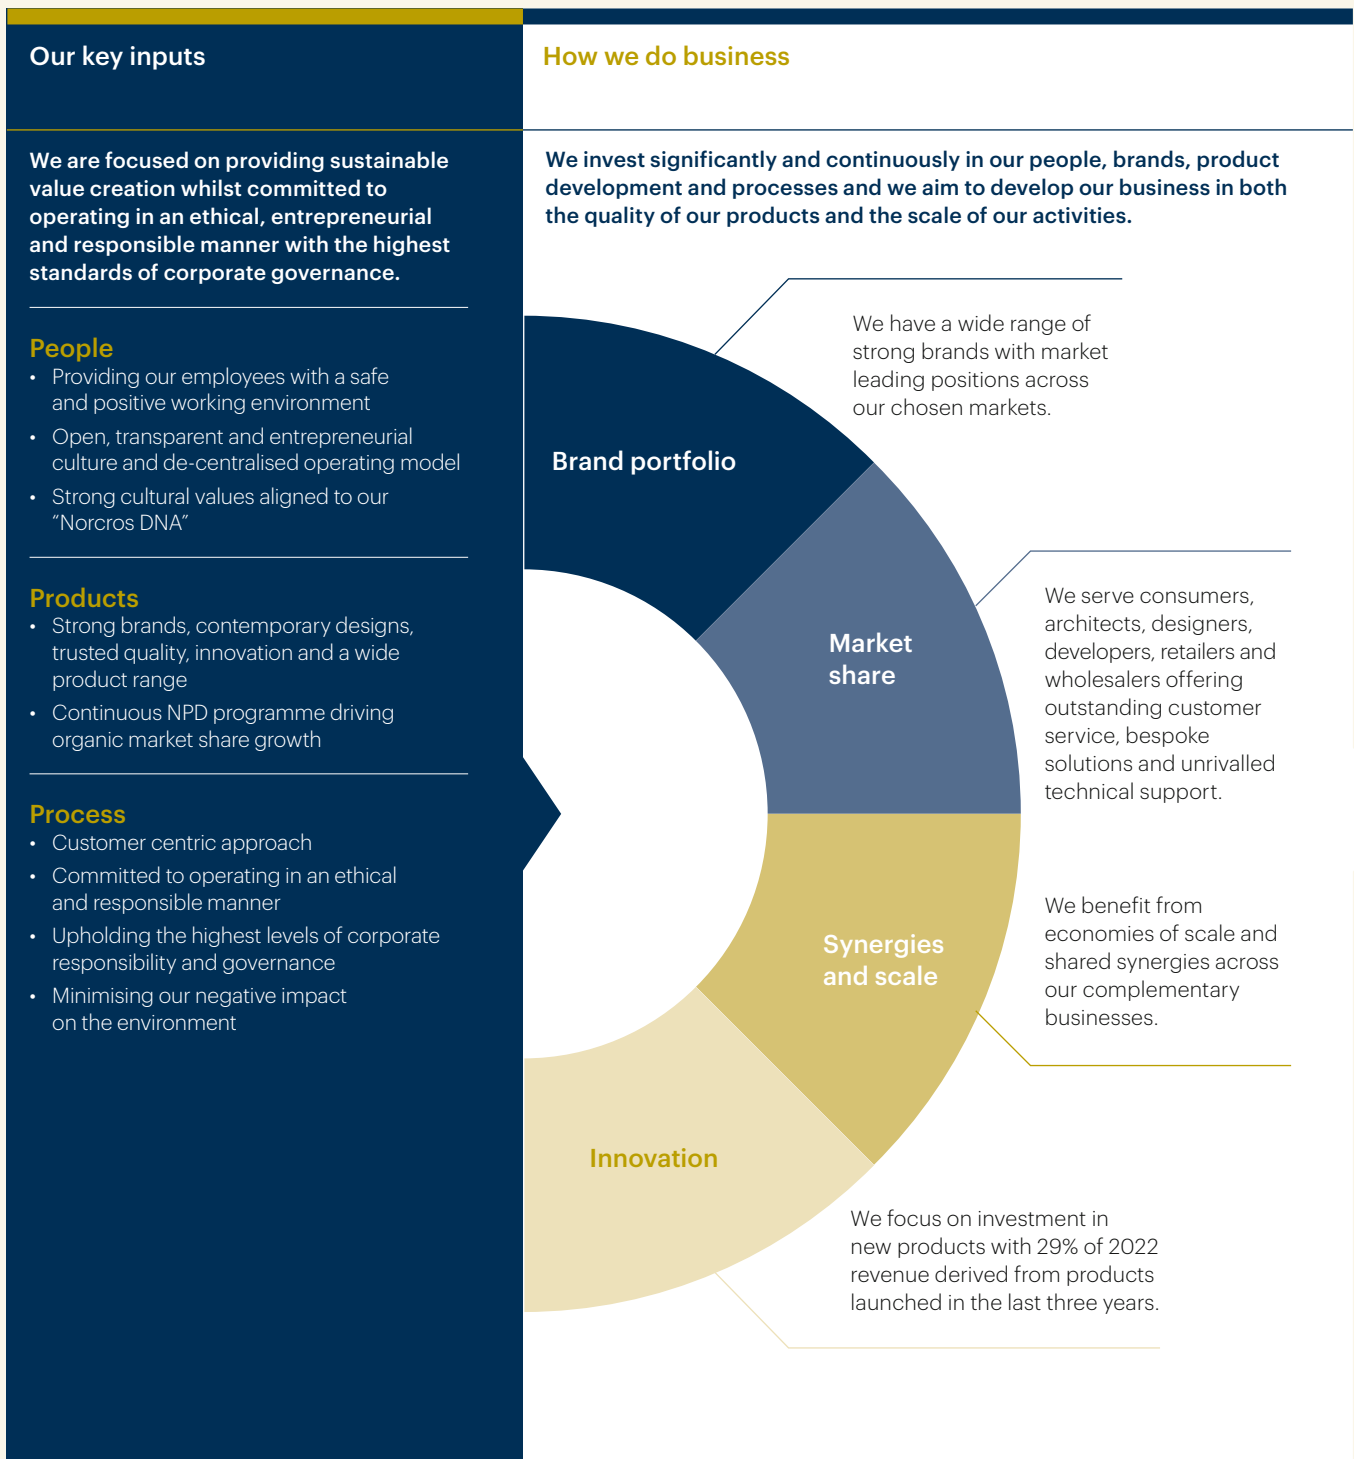 Our key inputs
We are focused on providing sustainable
value creation whilst committed to
operating in an ethical, entrepreneurial
and responsible manner with the highest
standards of corporate governance.
People
• Providing our employees with a safe
and positive working environment
• Open, transparent and entrepreneurial
culture and de-centralised operating model
• Strong cultural values aligned to our
“Norcros DNA”
Products
• Strong brands, contemporary designs,
trusted quality, innovation and a wide
product range
• Continuous NPD programme driving
organic market share growth
Process
• Customer centric approach
• Committed to operating in an ethical
and responsible manner
• Upholding the highest levels of corporate
responsibility and governance
• Minimising our negative impact
on the environment
How we do business
We invest significantly and continuously in our people, brands, product
development and processes and we aim to develop our business in both
the quality of our products and the scale of our activities.
Brand portfolio
We have a wide range of
strong brands with market
leading positions across
our chosen markets.
Market
share
We serve consumers,
architects, designers,
developers, retailers and
wholesalers offering
outstanding customer
service, bespoke
solutions and unrivalled
technical support.
Synergies
and scale
We benefit from
economies of scale and
shared synergies across
our complementary
businesses.
Innovation
We focus on investment in
new products with 29% of 2022
revenue derived from products
launched in the last three years.